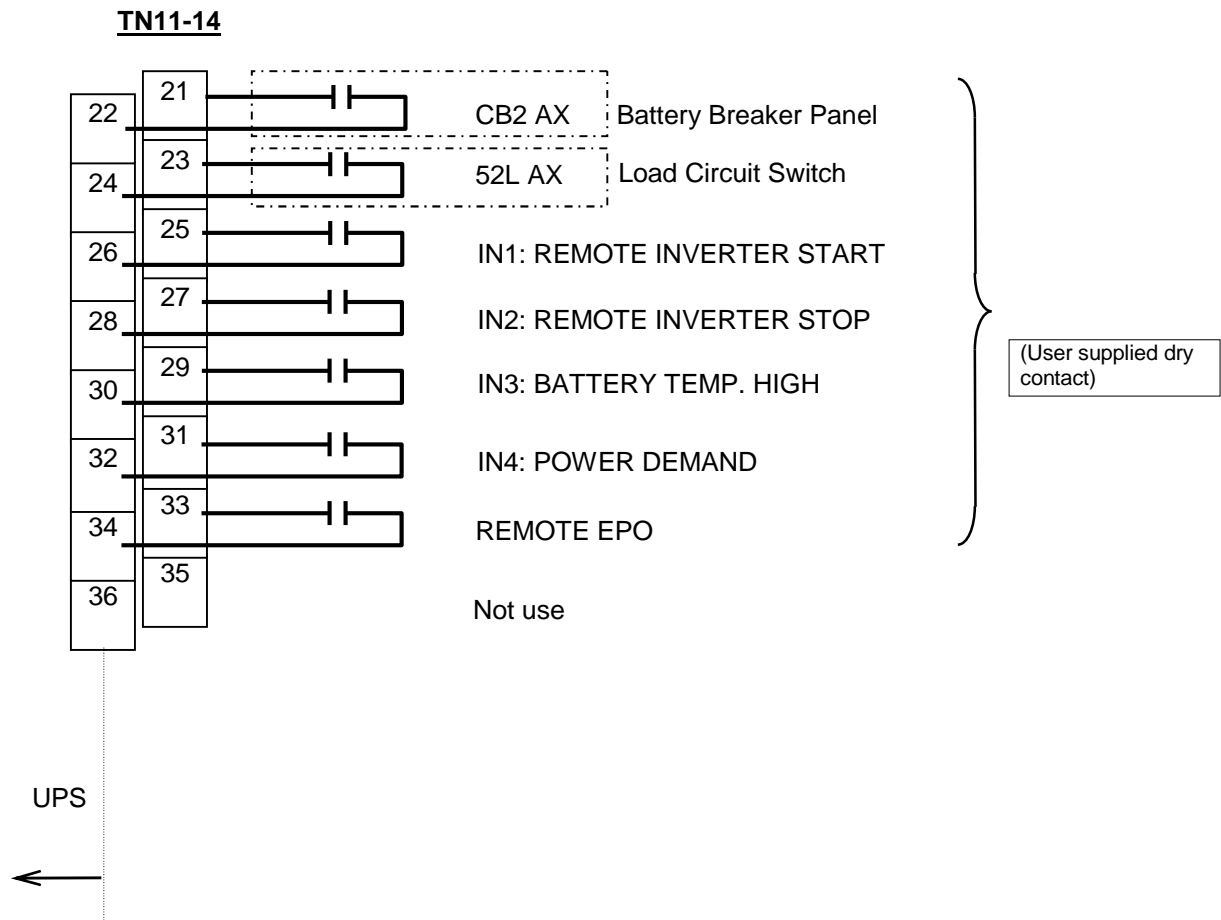 TN11-14
21
22
CB2 AX
Battery Breaker Panel
23
24
52L AX
Load Circuit Switch
25
26
IN1: REMOTE INVERTER START
27
28
IN2: REMOTE INVERTER STOP
29
30
IN3: BATTERY TEMP. HIGH
31
32
IN4: POWER DEMAND
33
34
REMOTE EPO
35
36
Not use
(User supplied dry
contact)
UPS